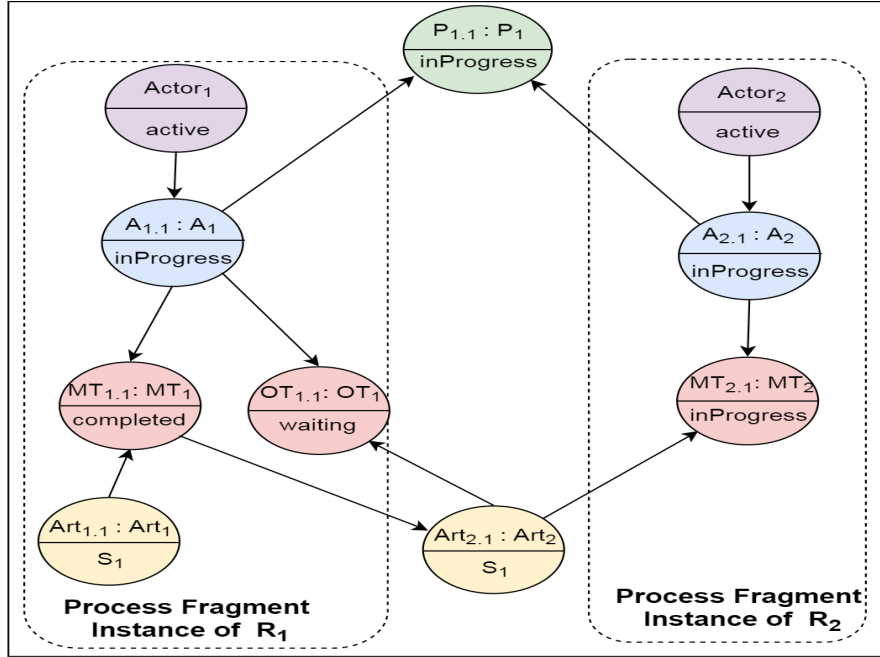 P1.1 : P1
inProgress
Actor1
active
Actor2
active
A1.1 : A1
inProgress
A2.1 : A2
inProgress
MT1.1: MT1
completed
OT1.1: OT1
waiting
MT2.1: MT2
inProgress
Art1.1 : Art1
S1
Art2.1 : Art2
S1
Process Fragment
Instance of R1
Process Fragment
Instance of R2